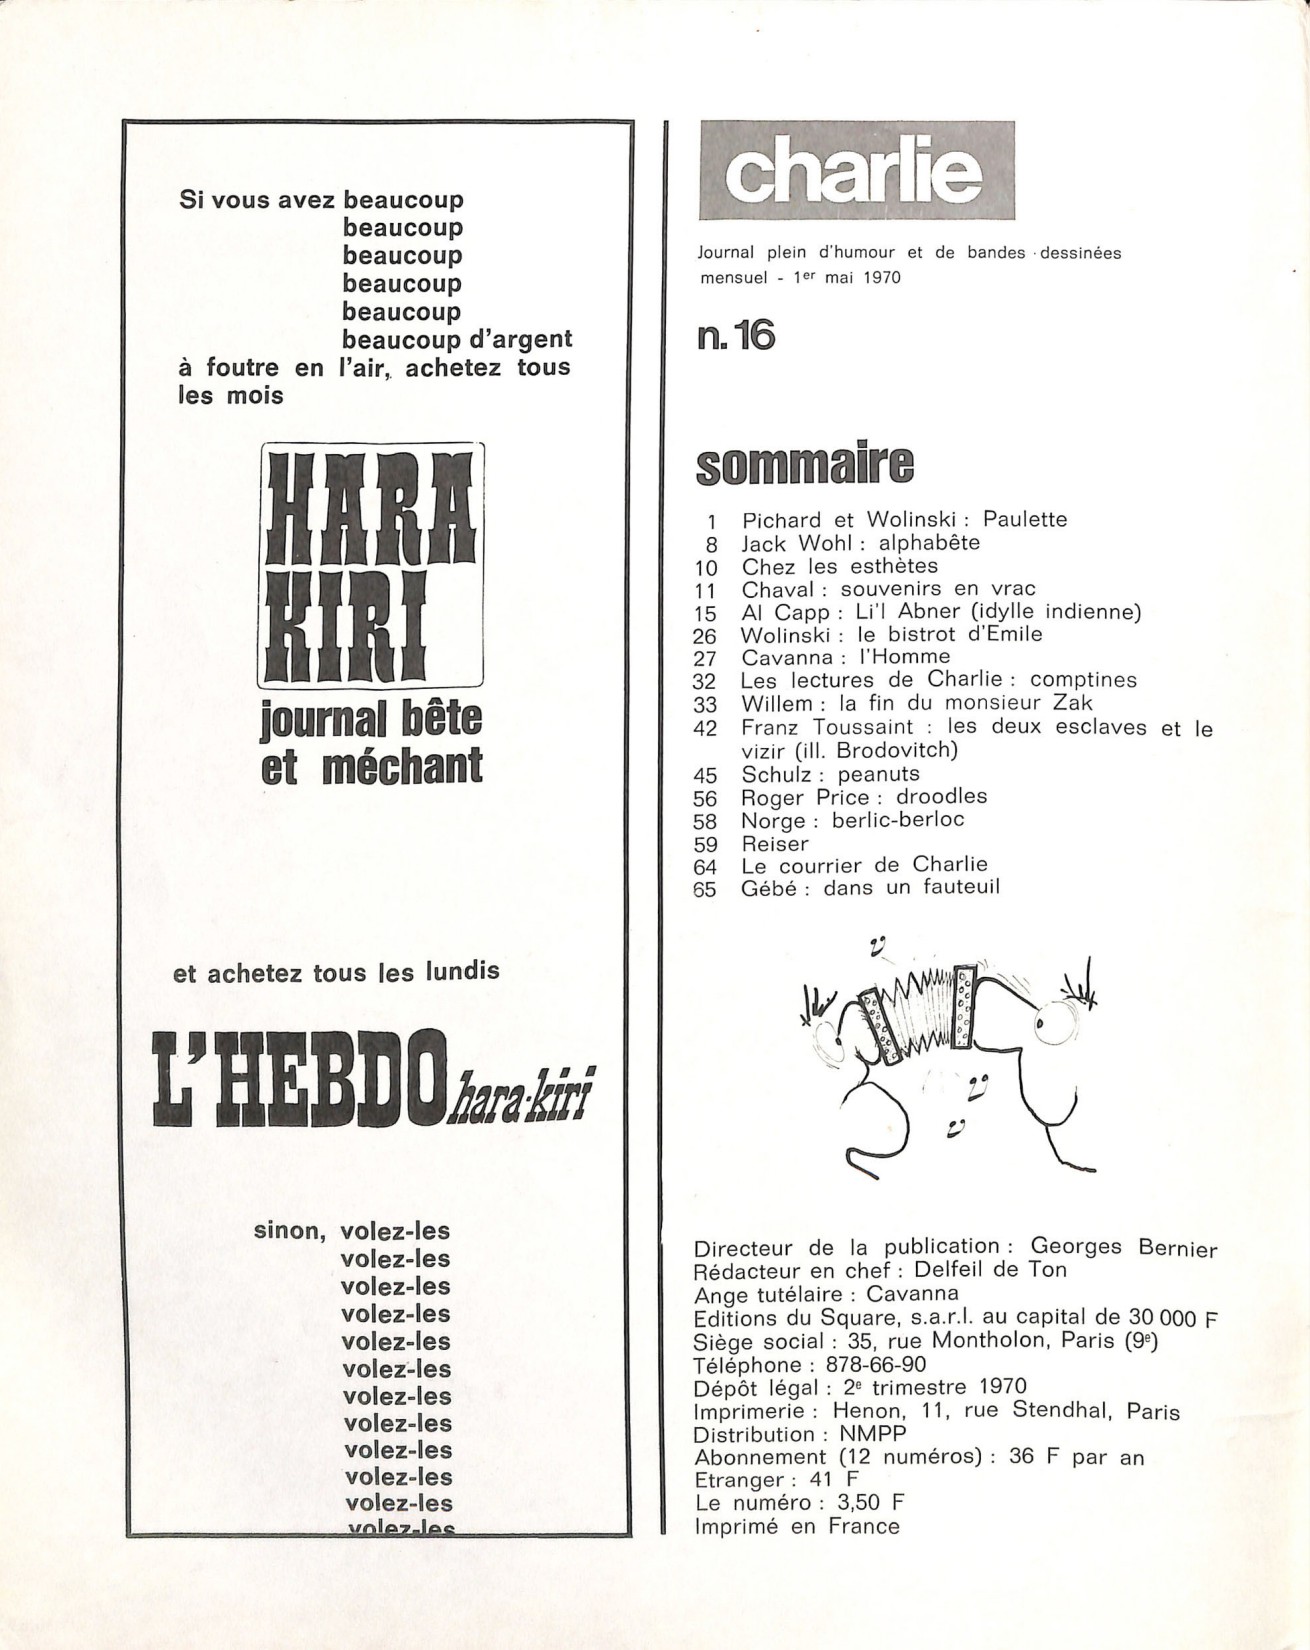 Si vous avez beaucoup
beaucoup
beaucoup
beaucoup
beaucoup
beaucoup d'argent
à foutre en l'air, achetez tous
les mois
HARA
KIRI
journal bête
et méchant
et achetez tous les lundis
L'HEBDO hara-kiri
sinon, volez-les
volez-les
volez-les
volez-les
volez-les
volez-les
volez-les
volez-les
volez-les
volez-les
volez-les
volez-les
charlie
Journal plein d'humour et de bandes dessinées
mensuel - 1er mai 1970
n. 16
sommaire
1 Pichard et Wolinski : Paulette
8 Jack Wohl : alphabête
10 Chez les esthètes
11 Chaval : souvenirs en vrac
15 Al Capp : Li'l Abner (idylle indienne)
26 Wolinski : le bistrot d'Emile
27 Cavanna : l'Homme
32 Les lectures de Charlie : comptines
33 Willem : la fin du monsieur Zak
42 Franz Toussaint : les deux esclaves et le
vizir (ill. Brodovitch)
45 Schulz : peanuts
56 Roger Price : droodles
58 Norge : berlic-berloc
59 Reiser
64 Le courrier de Charlie
65 Gébé : dans un fauteuil
Directeur de la publication : Georges Bernier
Rédacteur en chef : Delfeil de Ton
Ange tutélaire : Cavanna
Editions du Square, s.a.r.l. au capital de 30 000 F
Siège social : 35, rue Montholon, Paris (9e)
Téléphone : 878-66-90
Dépôt légal : 2e trimestre 1970
Imprimerie : Henon, 11, rue Stendhal, Paris
Distribution : NMPP
Abonnement (12 numéros) : 36 F par an
Etranger : 41 F
Le numéro : 3,50 F
Imprimé en France